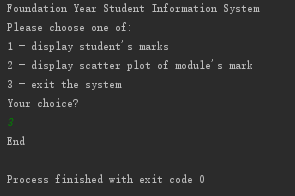 Foundation Year Student Information System
Please choose one of:
1 - display student's marks
2 - display scatter plot of module's mark
3 - exit the system
Your choice?
3
End
Process finished with exit code 0